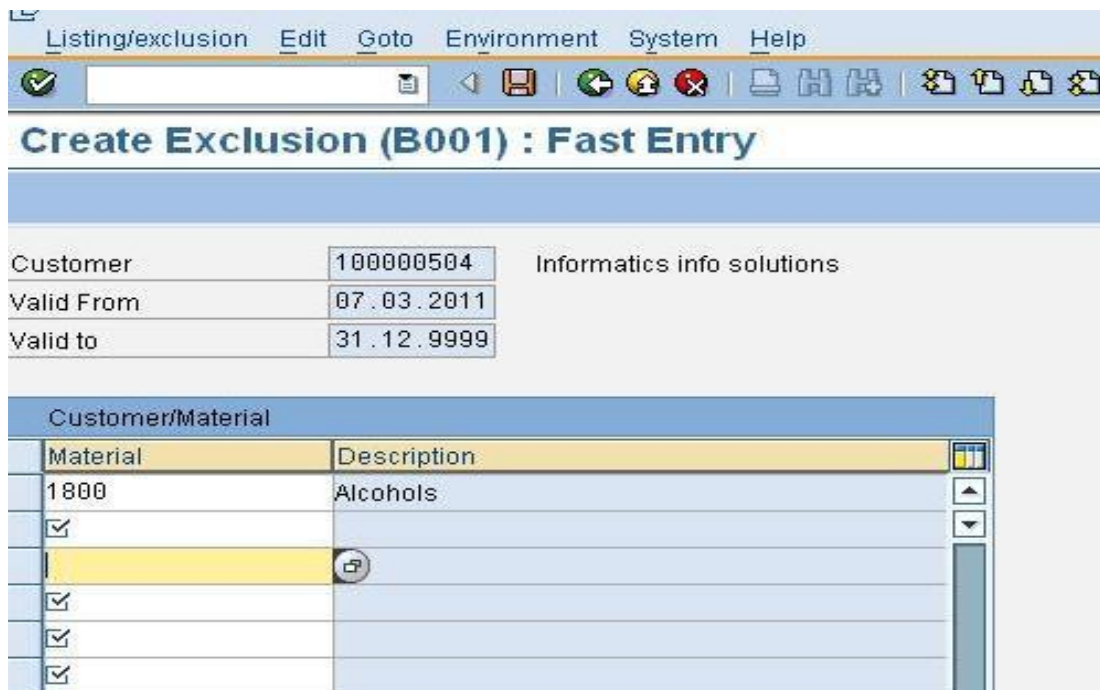 Listing/exclusion Edit Goto Environment System Help
Create Exclusion (B001) : Fast Entry
Customer 100000504 Informatics info solutions
Valid From 07.03.2011
Valid to 31.12.9999
Customer/Material
Material Description
1800 Alcohols